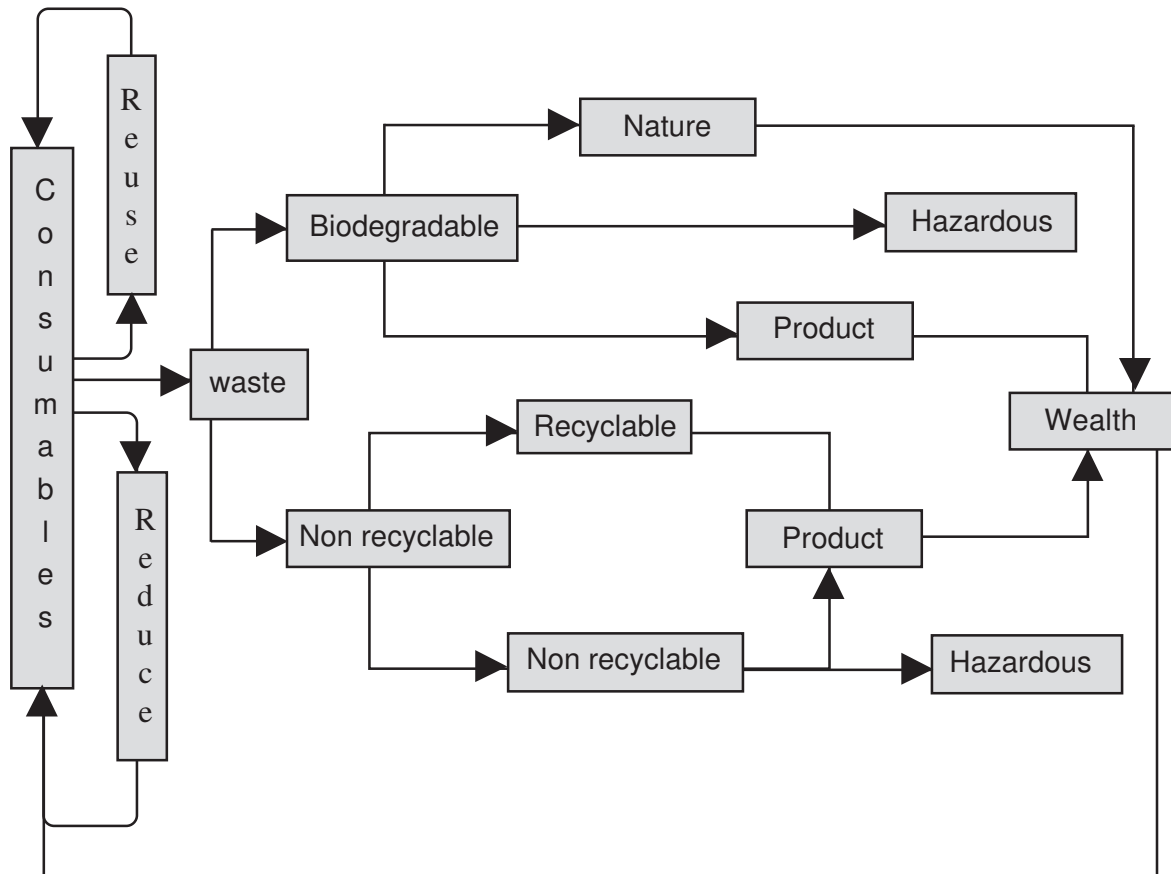 Reuse
Consumables
Nature
Biodegradable
Hazardous
Product
waste
Wealth
Recyclable
Reduce
Non recyclable
Product
Non recyclable
Hazardous